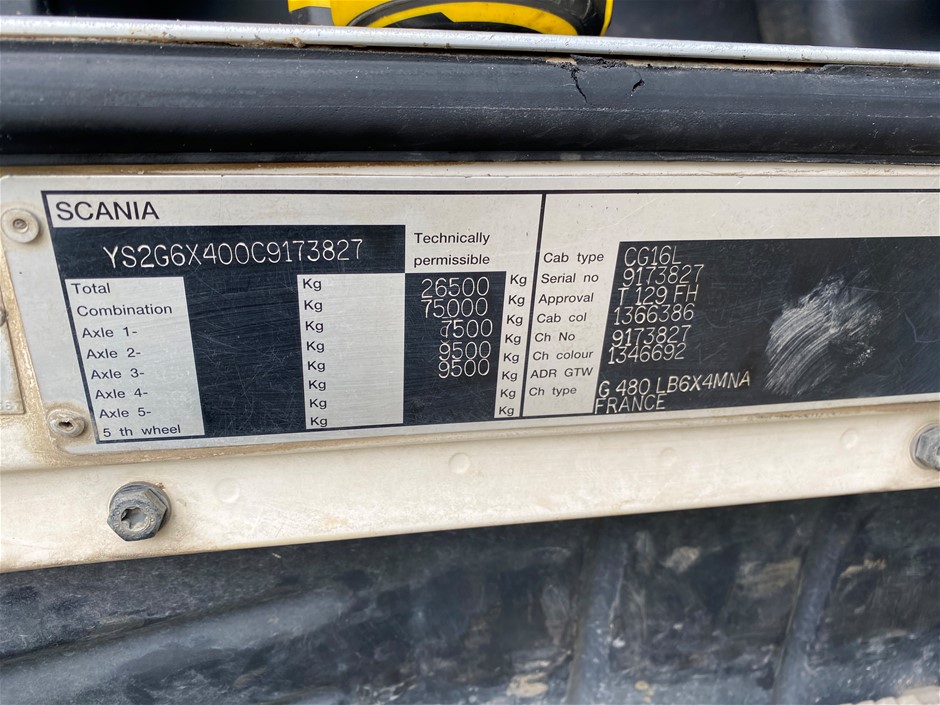 SCANIA
YS2G6X400C9173827
Technically
permissible
Total Kg 26500 Kg
Combination Kg 75000 Kg
Axle 1- Kg 7500 Kg
Axle 2- Kg 9500 Kg
Axle 3- Kg 9500 Kg
Axle 4- Kg Kg
Axle 5- Kg Kg
5 th wheel Kg Kg
Cab type CG16L
Serial no 9173827
Approval T 129 FH
Cab col 1366386
Ch No 9173827
Ch colour 1346692
ADR GTW
Ch type G 480 LB6X4MNA
FRANCE